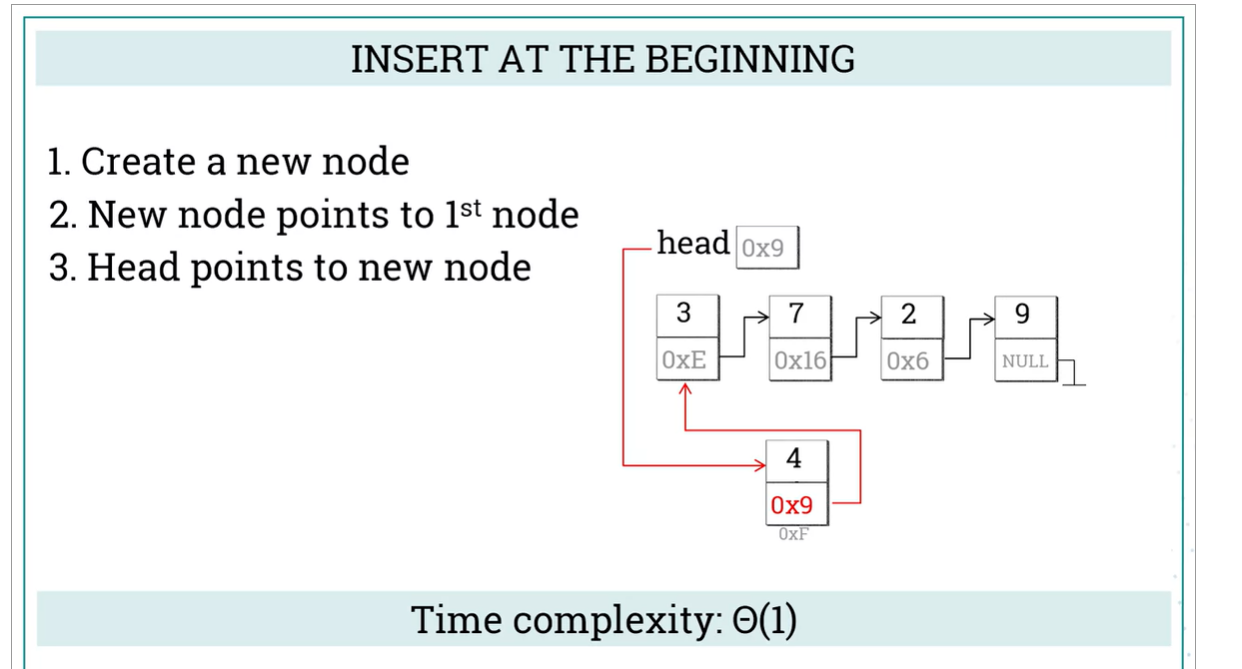 INSERT AT THE BEGINNING
1. Create a new node
2. New node points to 1st node
3. Head points to new node
head 0x9
3 7 2 9
0xE 0x16 0x6 NULL
4
0x9
0xF
Time complexity: Θ(1)